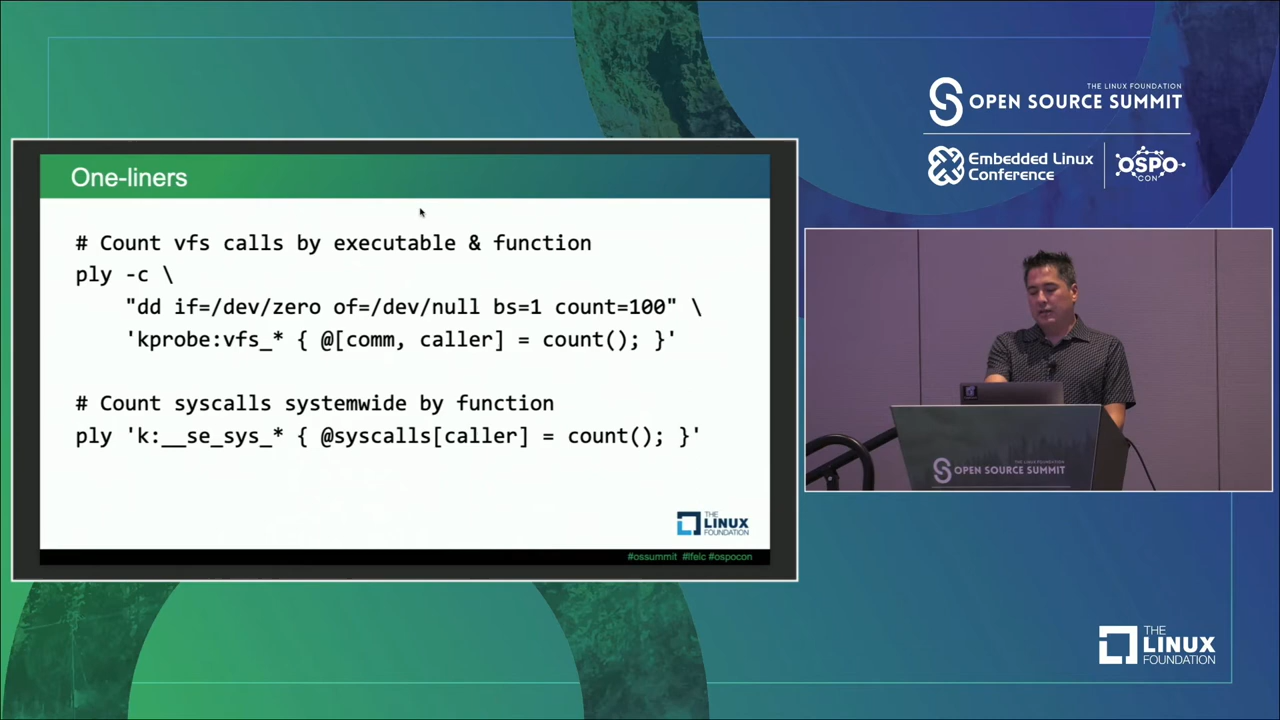 THE LINUX FOUNDATION
OPEN SOURCE SUMMIT
Embedded Linux
Conference
OSPO
CON
One-liners
# Count vfs calls by executable & function
ply -c \
"dd if=/dev/zero of=/dev/null bs=1 count=100" \
'kprobe:vfs_* { @[comm, caller] = count(); }'
# Count syscalls systemwide by function
ply 'k:__se_sys_* { @syscalls[caller] = count(); }'
THE
LINUX
FOUNDATION
#ossummit #lfelc #ospocon
THE LINUX FOUNDATION
OPEN SOURCE SUMMIT
THE
LINUX
FOUNDATION